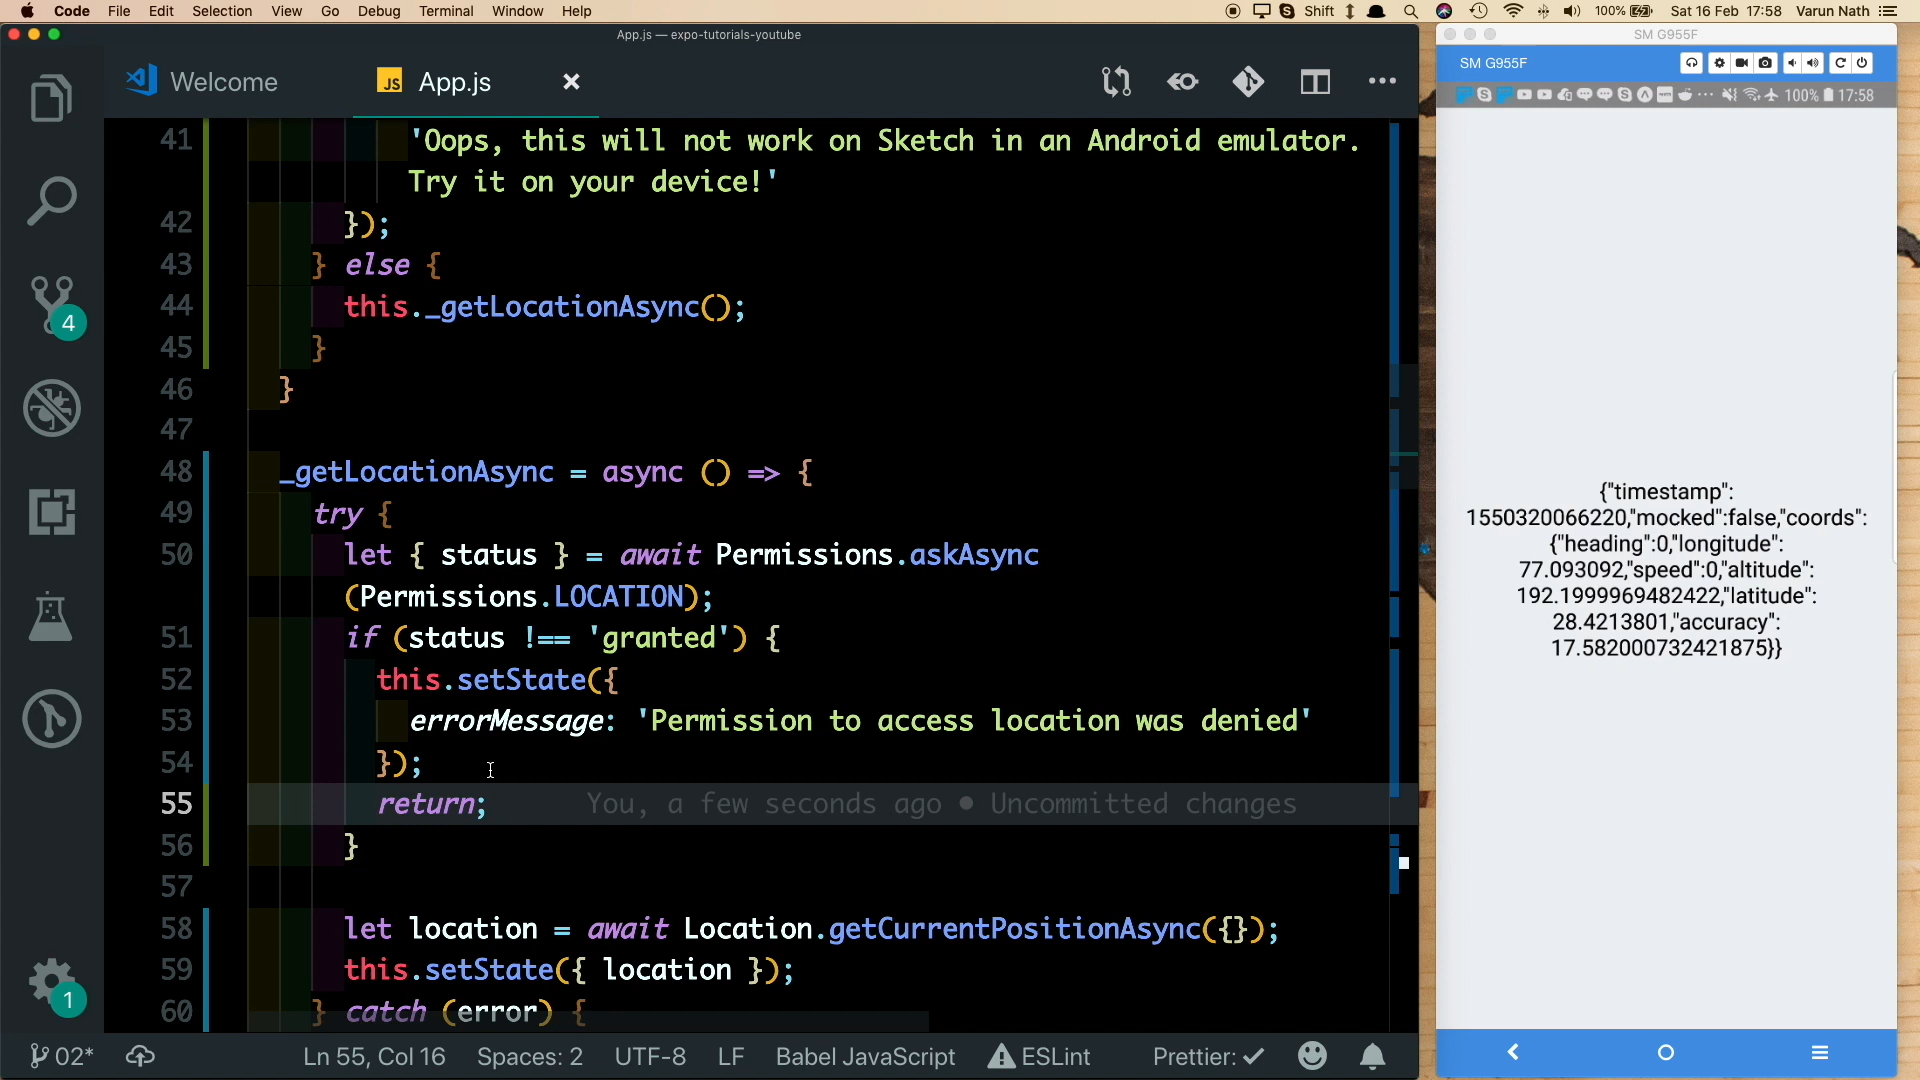 Code File Edit Selection View Go Debug Terminal Window Help
Shift 100% Sat 16 Feb 17:58 Varun Nath
App.js — expo-tutorials-youtube
SM G955F
Welcome
JS App.js
SM G955F
100% 17:58
41 'Oops, this will not work on Sketch in an Android emulator.
Try it on your device!'
42 });
43 } else {
44 this._getLocationAsync();
45 }
46 }
47
48 _getLocationAsync = async () => {
49 try {
50 let { status } = await Permissions.askAsync
(Permissions.LOCATION);
51 if (status !== 'granted') {
52 this.setState({
53 errorMessage: 'Permission to access location was denied'
54 });
55 return; You, a few seconds ago • Uncommitted changes
56 }
57
58 let location = await Location.getCurrentPositionAsync({});
59 this.setState({ location });
60 } catch (error) {
4
1
{"timestamp":
1550320066220,"mocked":false,"coords":
{"heading":0,"longitude":
77.093092,"speed":0,"altitude":
192.1999969482422,"latitude":
28.4213801,"accuracy":
17.582000732421875}}
02* Ln 55, Col 16 Spaces: 2 UTF-8 LF Babel JavaScript ESLint Prettier: ✓